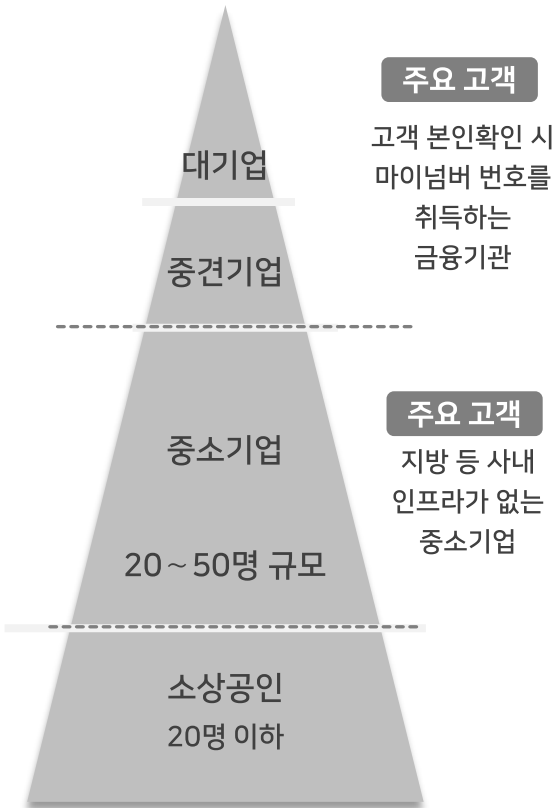 주요 고객
고객 본인확인 시
마이넘버 번호를
취득하는
금융기관
대기업
중견기업
주요 고객
지방 등 사내
인프라가 없는
중소기업
중소기업
20~50명 규모
소상공인
20명 이하